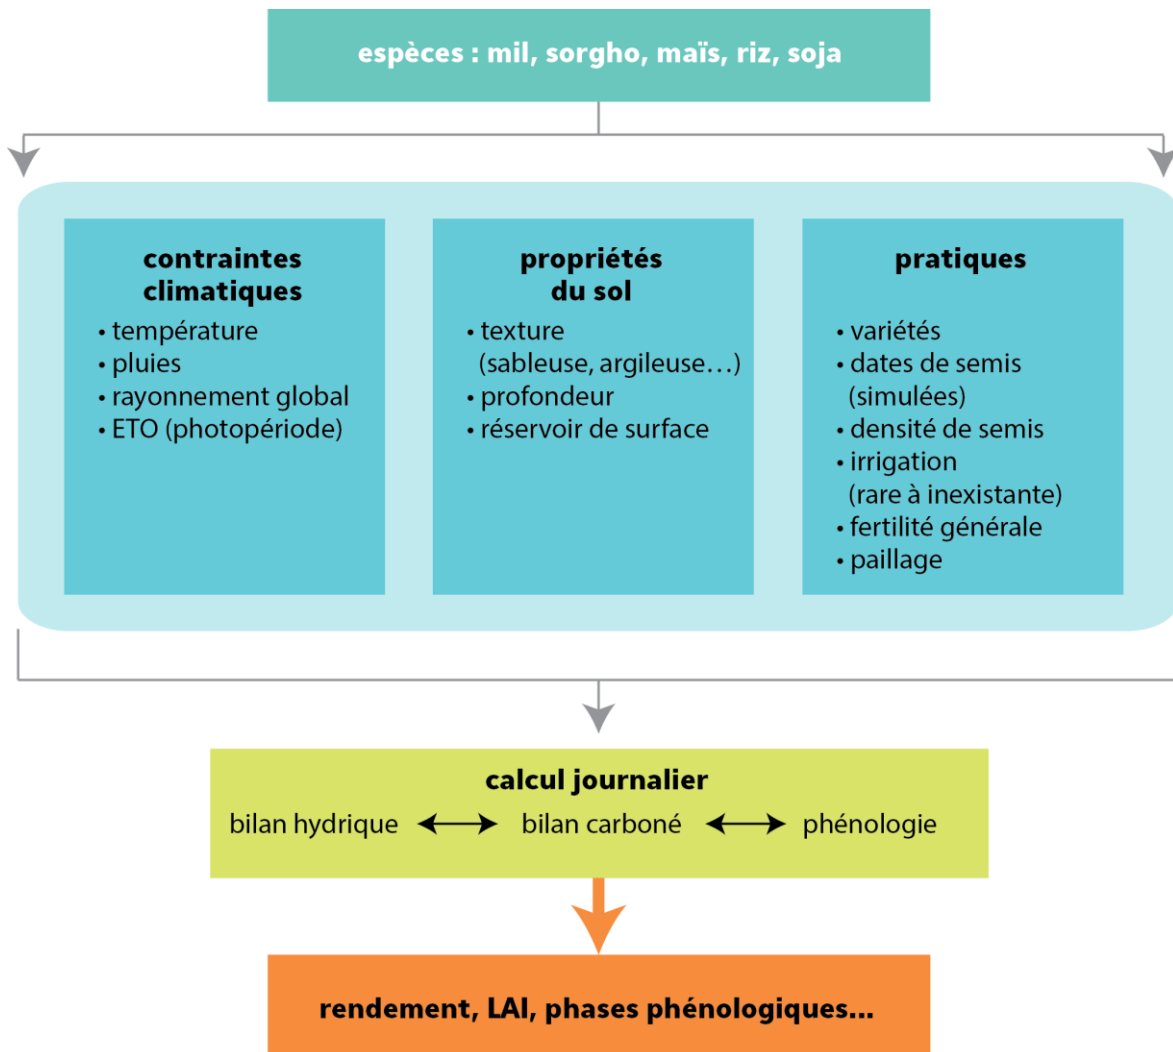 espèces : mil, sorgho, maïs, riz, soja
contraintes
climatiques
• température
• pluies
• rayonnement global
• ETO (photopériode)
propriétés
du sol
• texture
(sableuse, argileuse…)
• profondeur
• réservoir de surface
pratiques
• variétés
• dates de semis
(simulées)
• densité de semis
• irrigation
(rare à inexistante)
• fertilité générale
• paillage
calcul journalier
bilan hydrique bilan carboné phénologie
rendement, LAI, phases phénologiques...